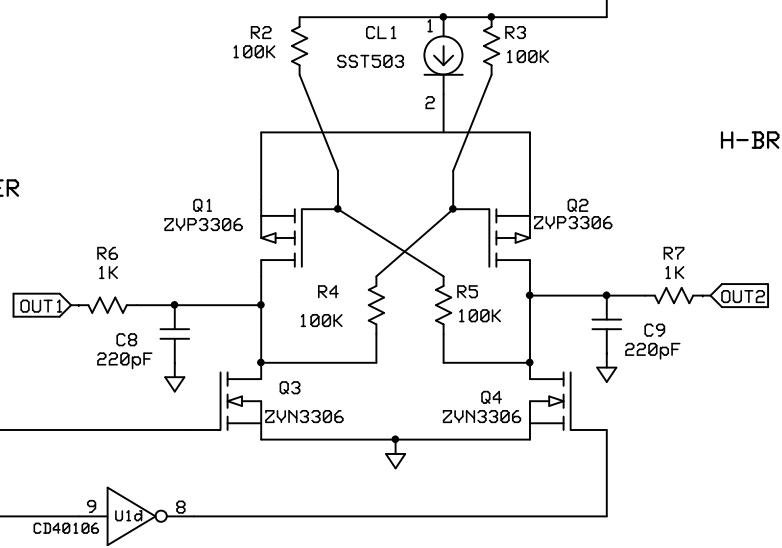 R2
100K
CL1
SST503
1
2
R3
100K
H-BR
ER
Q1
ZVP3306
Q2
ZVP3306
R6
1K
R7
1K
OUT1
R4
100K
R5
100K
OUT2
C8
220pF
C9
220pF
Q3
ZVN3306
Q4
ZVN3306
9
U1d
8
CD40106